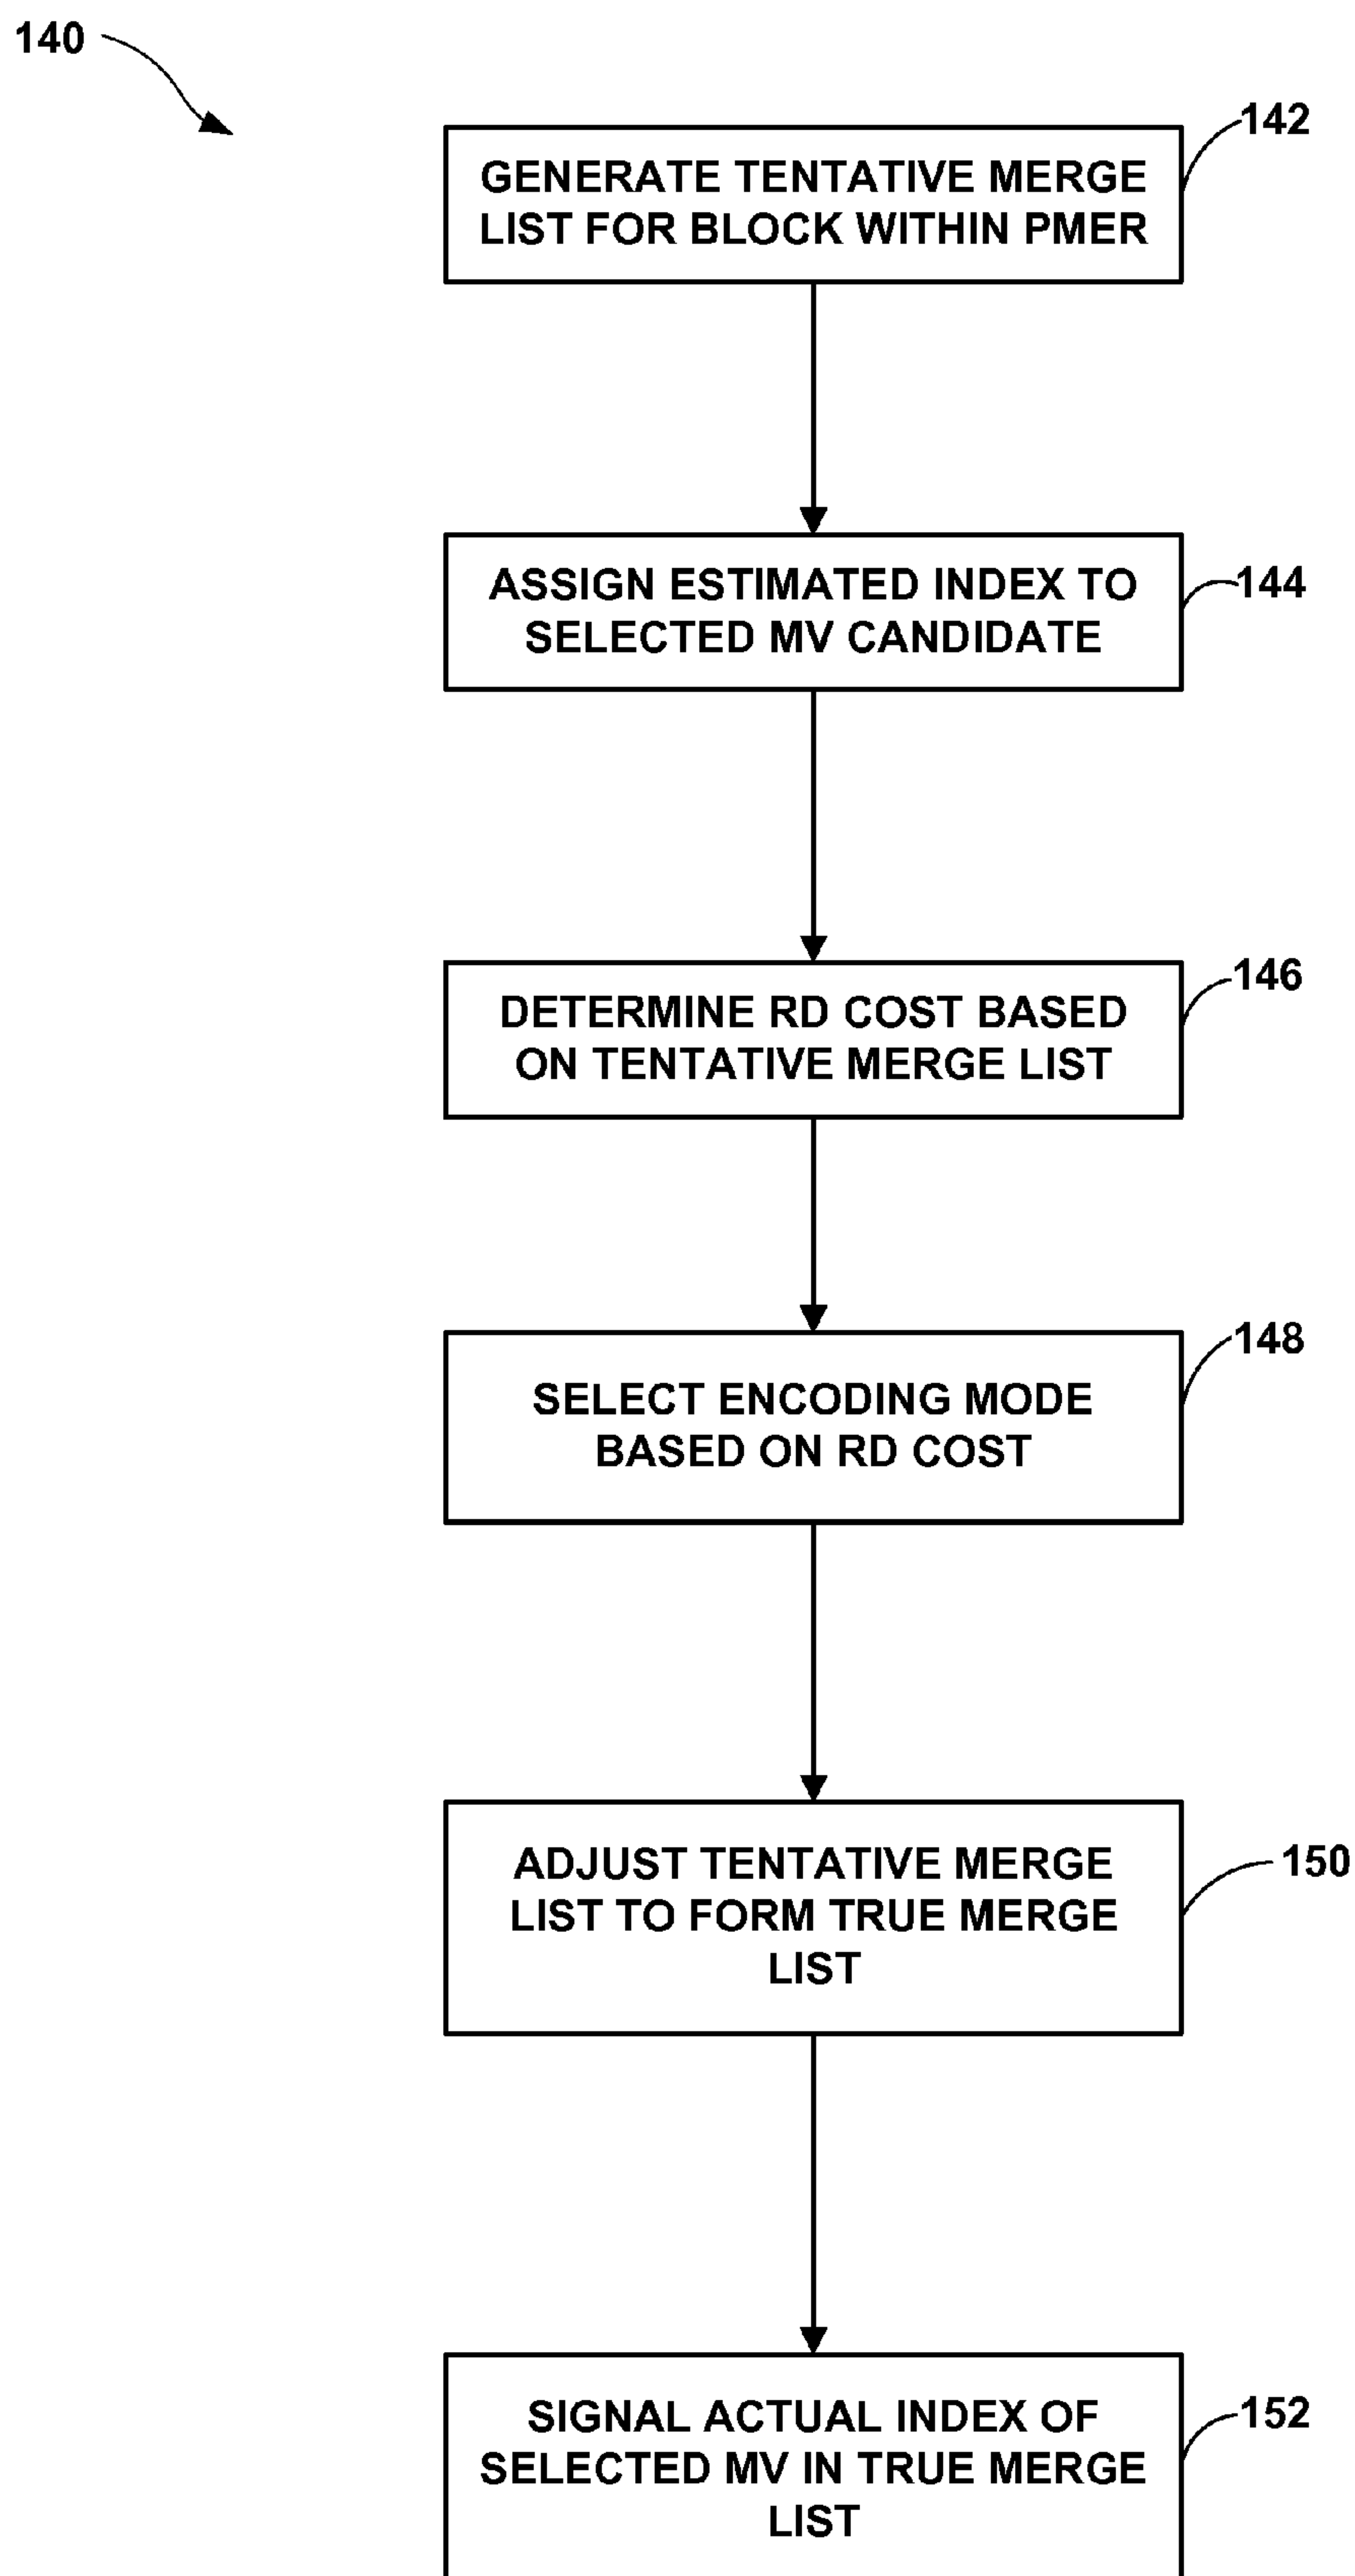 140
142
GENERATE TENTATIVE MERGE
LIST FOR BLOCK WITHIN PMER
144
ASSIGN ESTIMATED INDEX TO
SELECTED MV CANDIDATE
146
DETERMINE RD COST BASED
ON TENTATIVE MERGE LIST
148
SELECT ENCODING MODE
BASED ON RD COST
150
ADJUST TENTATIVE MERGE
LIST TO FORM TRUE MERGE
LIST
152
SIGNAL ACTUAL INDEX OF
SELECTED MV IN TRUE MERGE
LIST